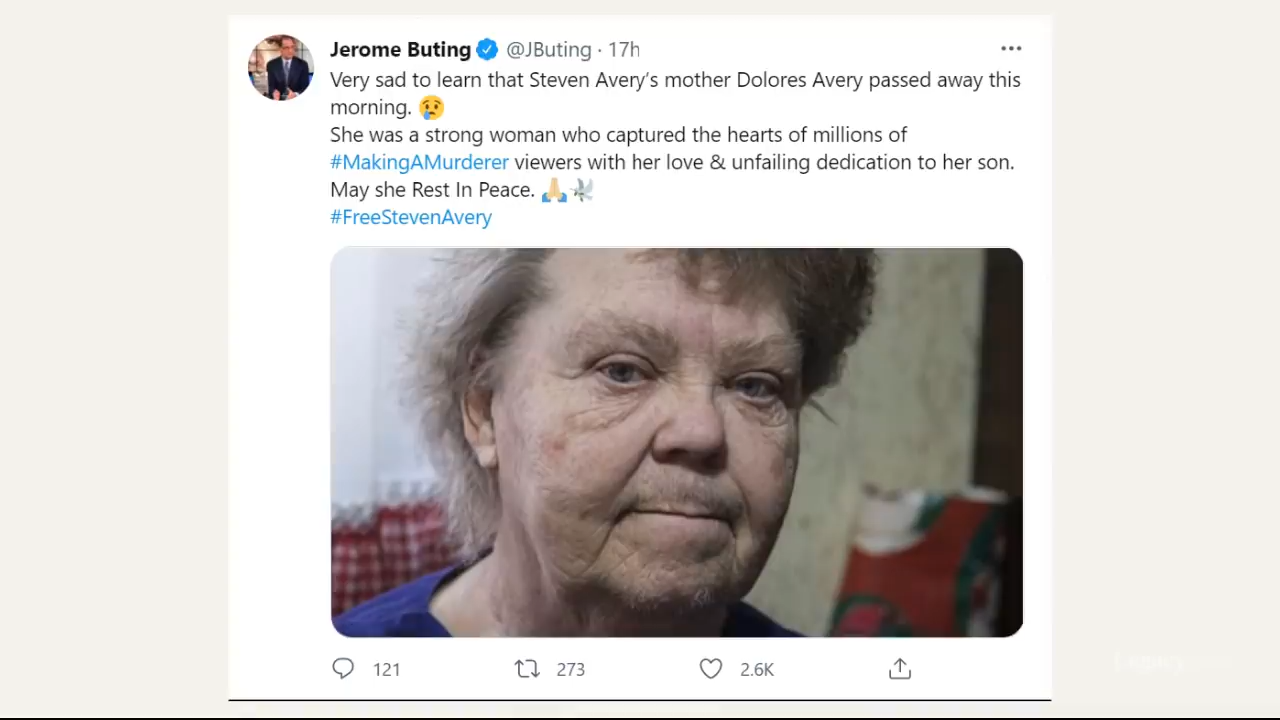 Jerome Buting @JButing · 17h
Very sad to learn that Steven Avery's mother Dolores Avery passed away this
morning. 😢
She was a strong woman who captured the hearts of millions of
#MakingAMurderer viewers with her love & unfailing dedication to her son.
May she Rest In Peace. 🙏🏼🕊
#FreeStevenAvery
121 273 2.6K